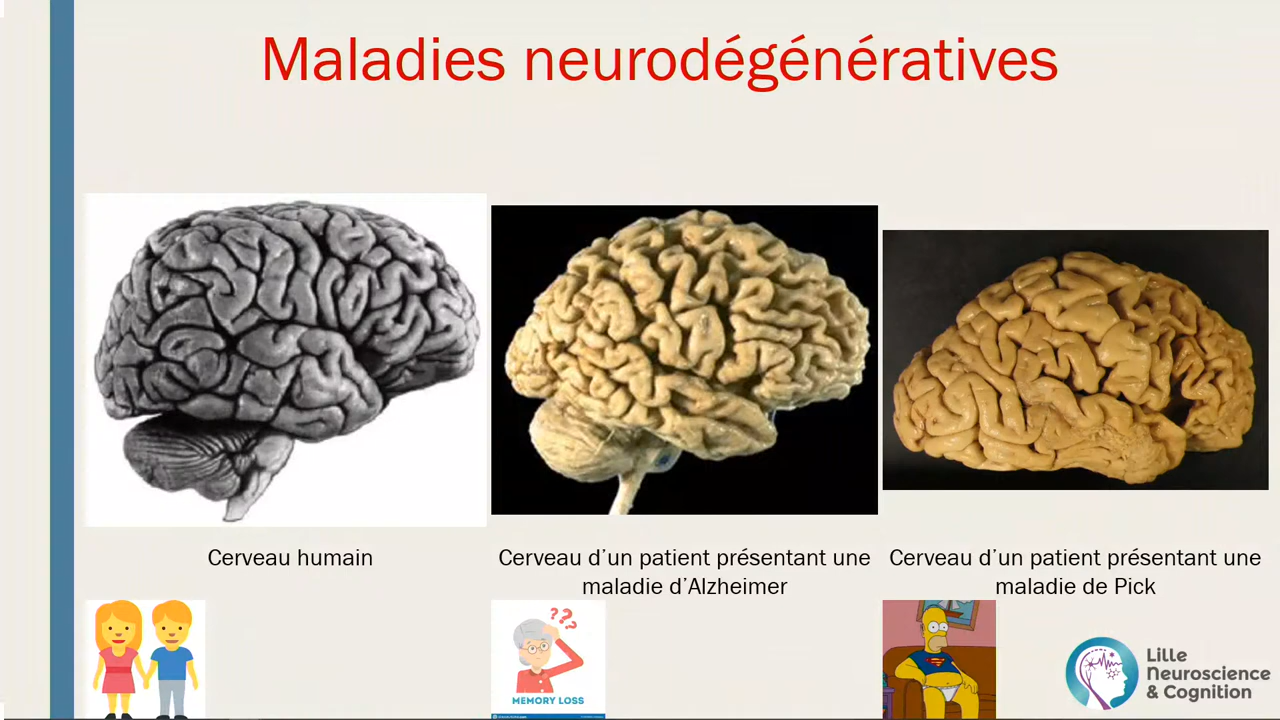 Maladies neurodégénératives
Cerveau humain
Cerveau d’un patient présentant une
maladie d’Alzheimer
Cerveau d’un patient présentant une
maladie de Pick
???
MEMORY LOSS
Lille
Neuroscience
& Cognition